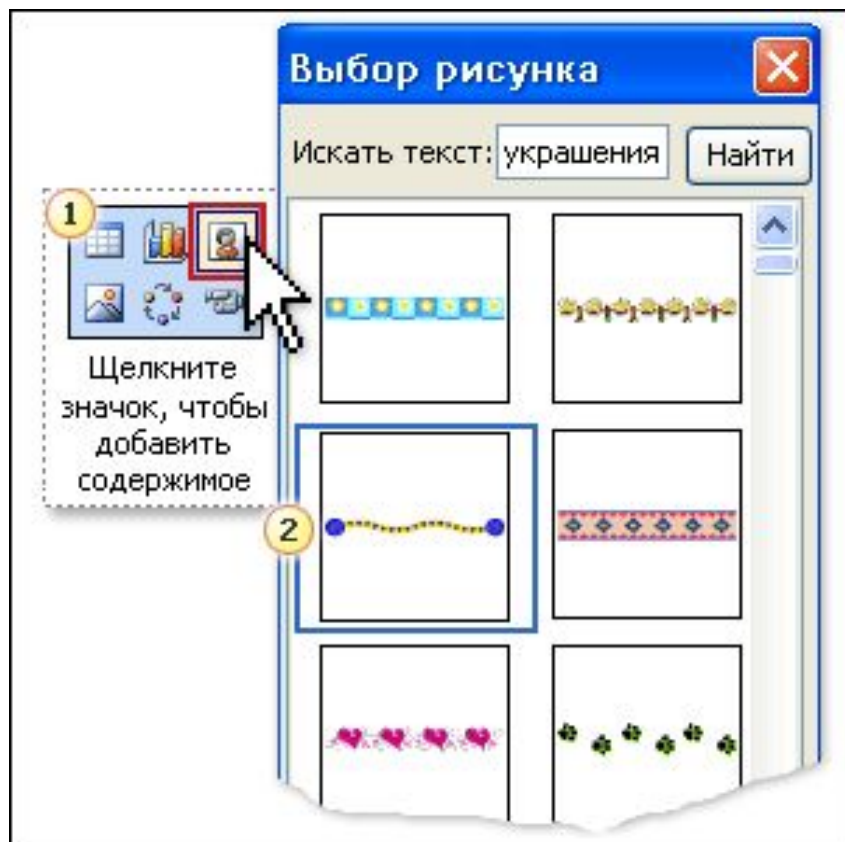 Выбор рисунка
Искать текст: украшения Найти
1
Щелкните
значок, чтобы
добавить
содержимое
2